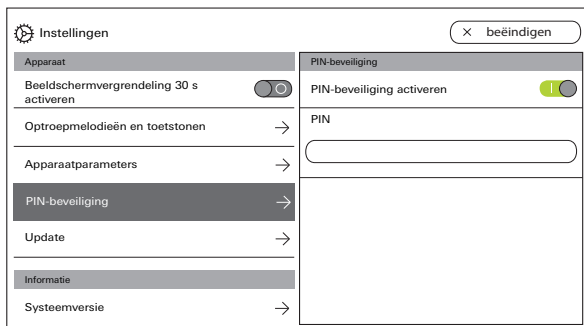 Instellingen
× beëindigen
Apparaat
Beeldschermvergrendeling 30 s
activeren
Optroepmelodieën en toetstonen
Apparaatparameters
PIN-beveiliging
Update
Informatie
Systeemversie
PIN-beveiliging
PIN-beveiliging activeren
PIN